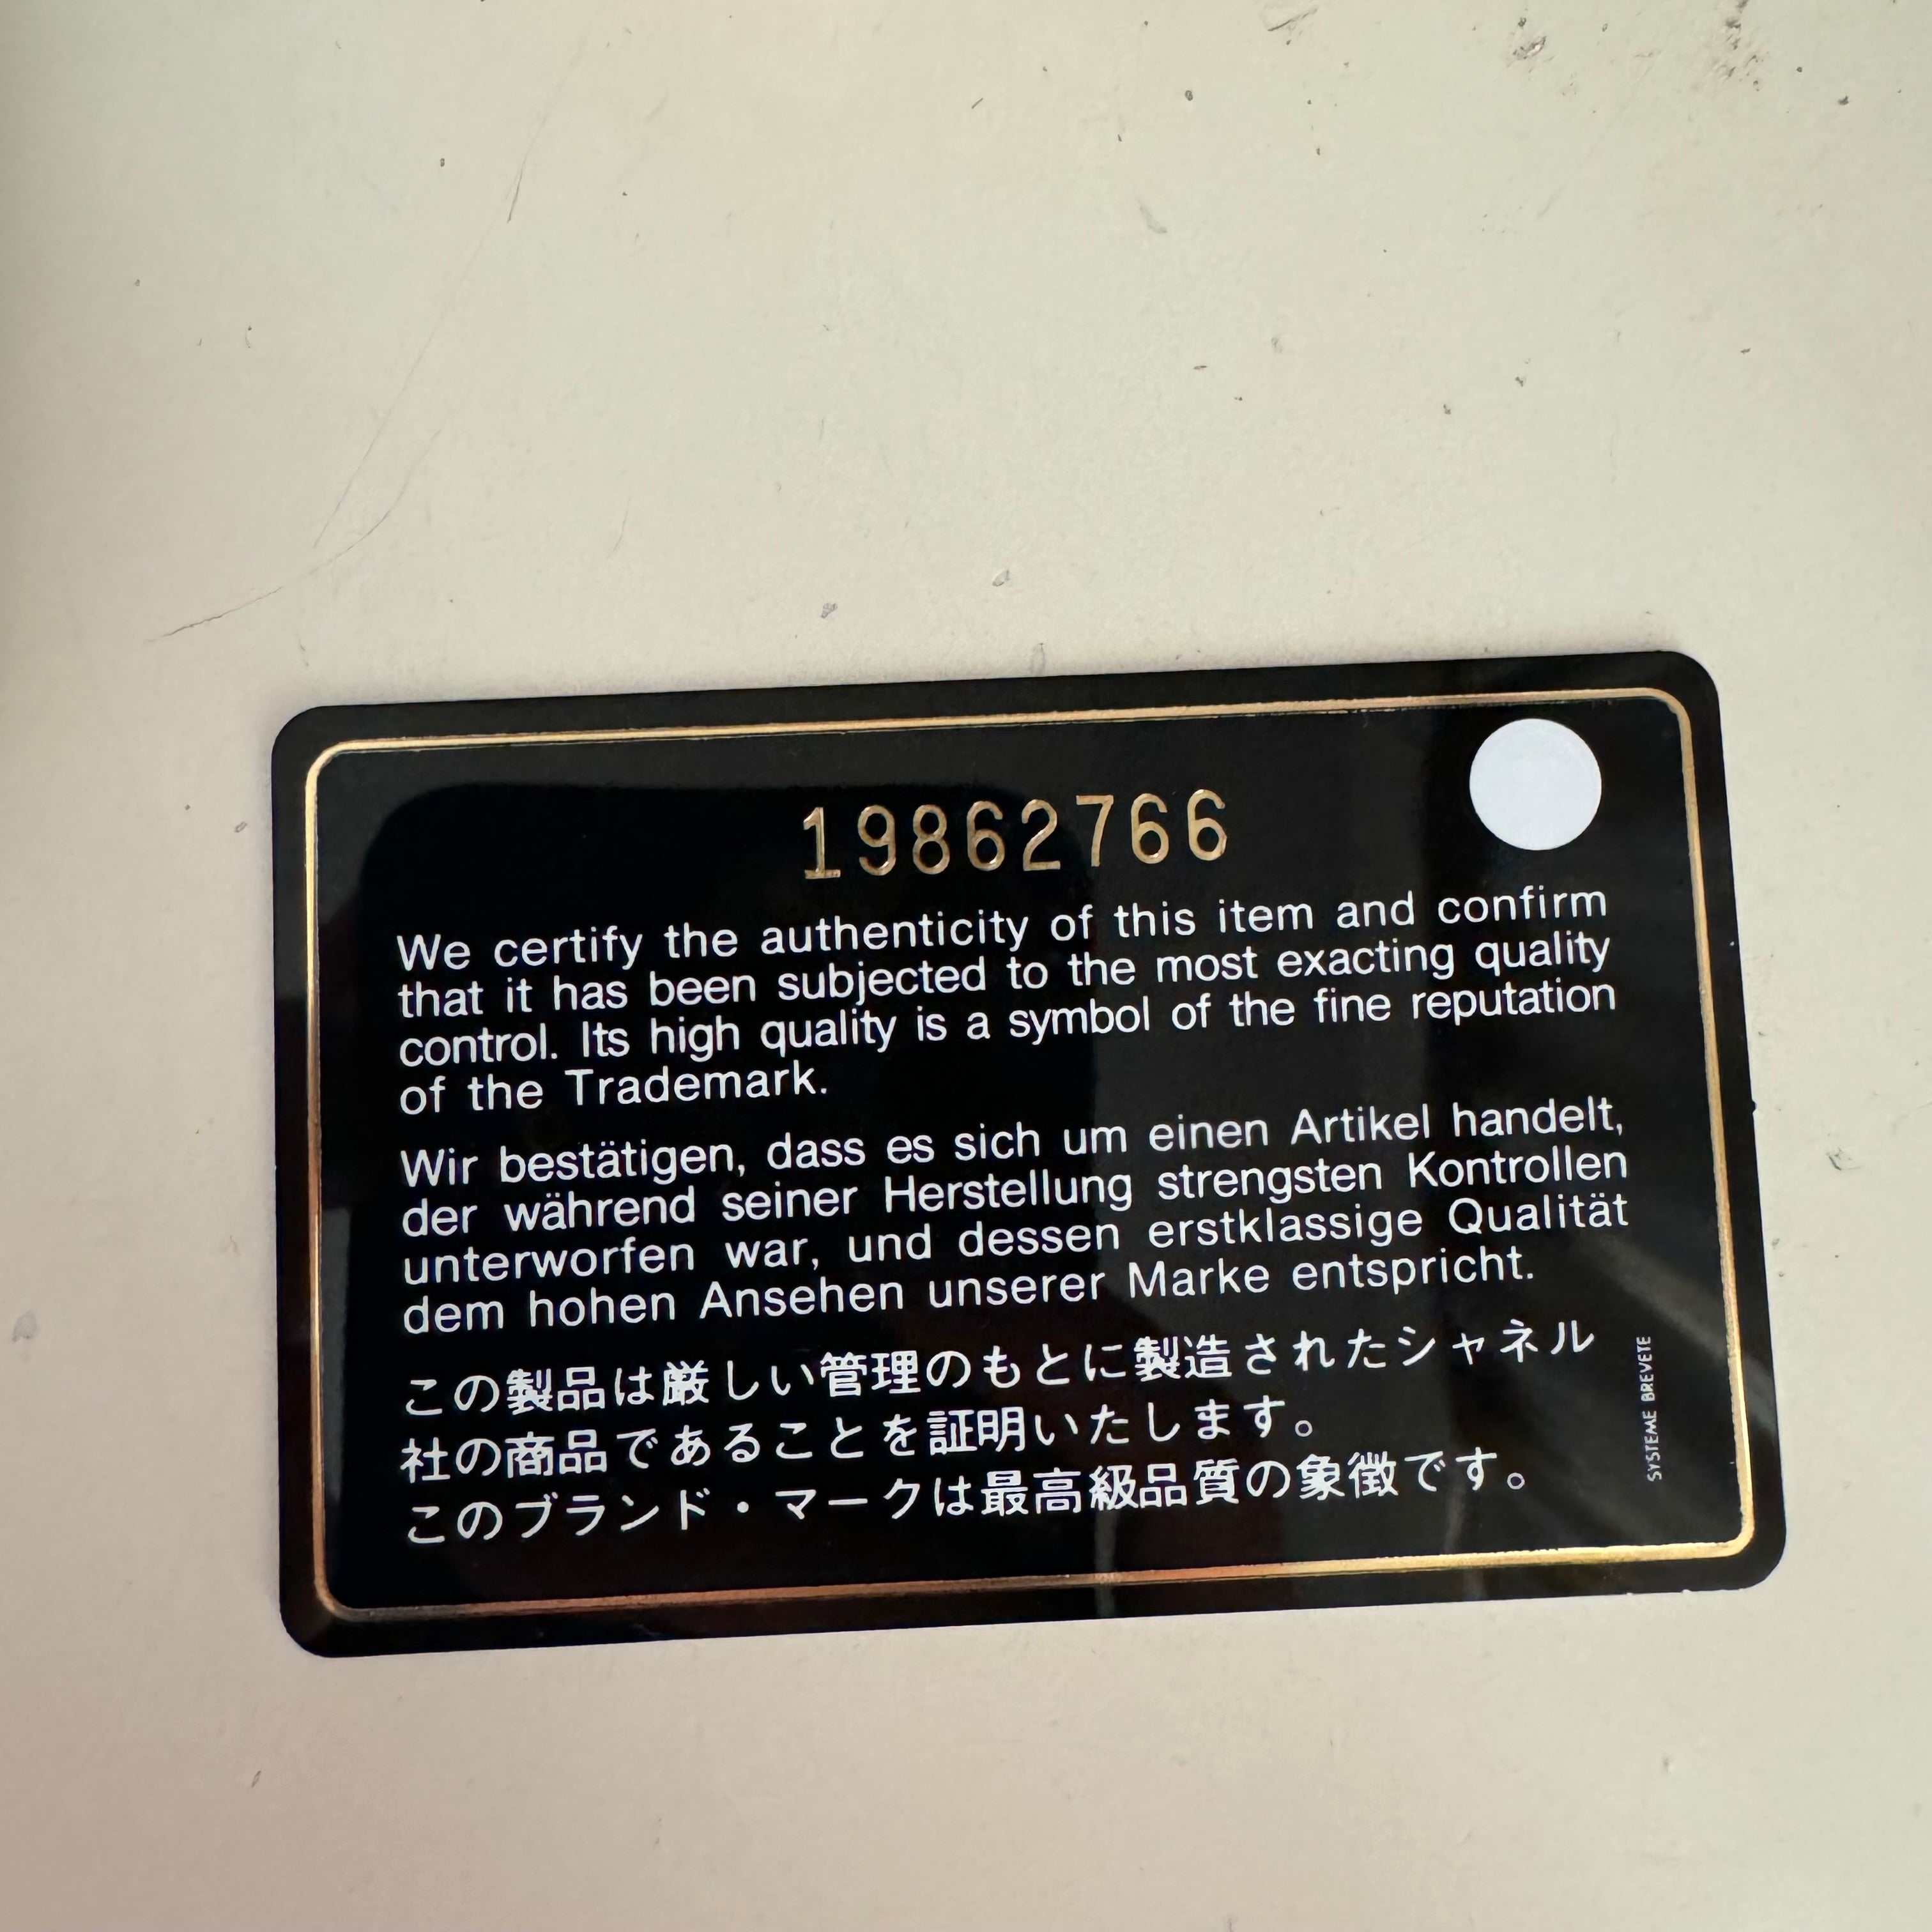 19862766
We certify the authenticity of this item and confirm
that it has been subjected to the most exacting quality
control. Its high quality is a symbol of the fine reputation
of the Trademark.
Wir bestätigen, dass es sich um einen Artikel handelt,
der während seiner Herstellung strengsten Kontrollen
unterworfen war, und dessen erstklassige Qualität
dem hohen Ansehen unserer Marke entspricht.
この製品は厳しい管理のもとに製造されたシャネル
社の商品であることを証明いたします。
このブランド・マークは最高級品質の象徴です。
SYSTEME BREVETE